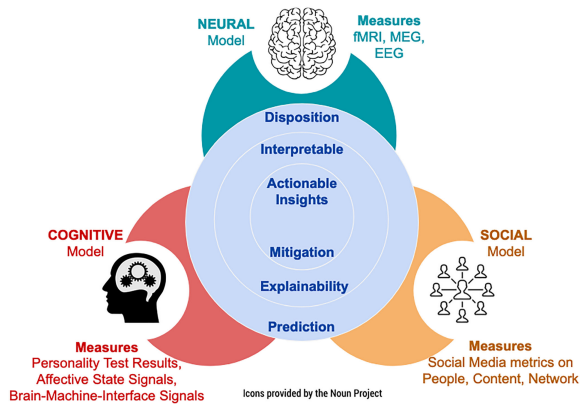 NEURAL
Model
Measures
fMRI, MEG,
EEG
Disposition
Interpretable
Actionable
Insights
Mitigation
Explainability
Prediction
COGNITIVE
Model
Measures
Personality Test Results,
Affective State Signals,
Brain-Machine-Interface Signals
SOCIAL
Model
Measures
Social Media metrics on
People, Content, Network
Icons provided by the Noun Project